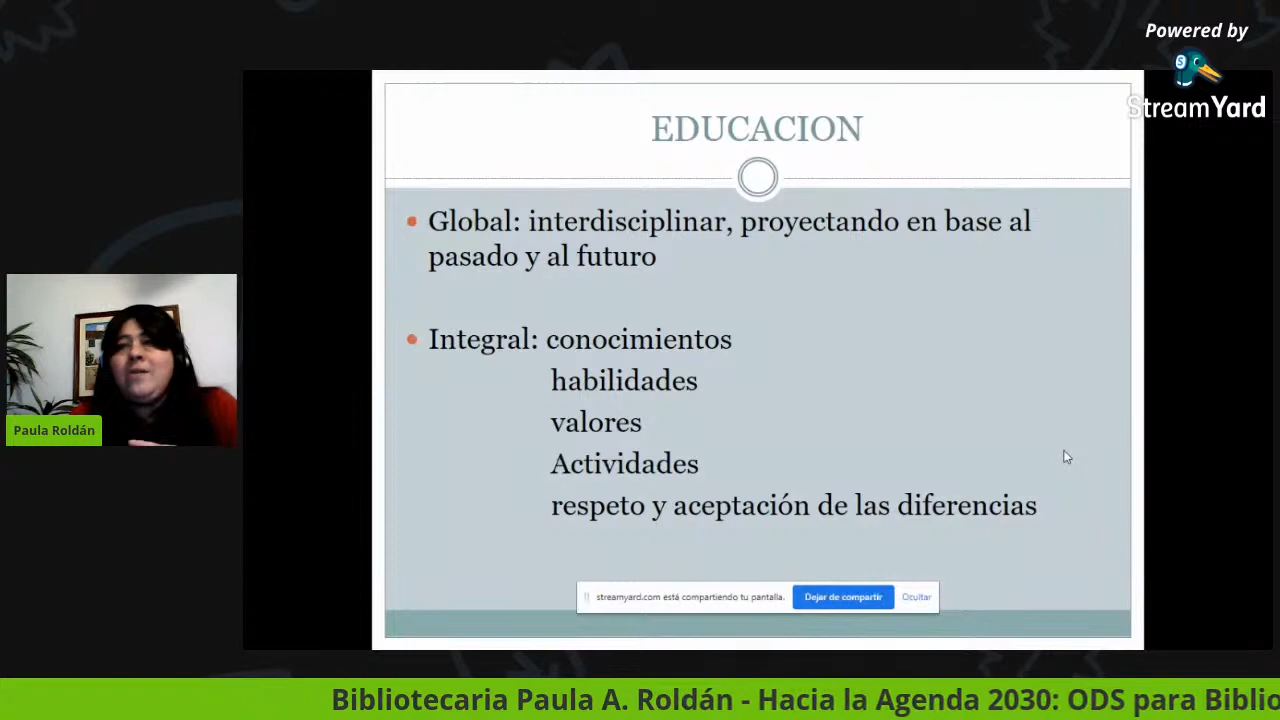 Powered by
StreamYard
EDUCACION
Global: interdisciplinar, proyectando en base al
pasado y al futuro
Integral: conocimientos
habilidades
valores
Actividades
respeto y aceptación de las diferencias
Paula Roldán
streamyard.com está compartiendo tu pantalla.
Dejar de compartir
Ocultar
Bibliotecaria Paula A. Roldán - Hacia la Agenda 2030: ODS para Biblio